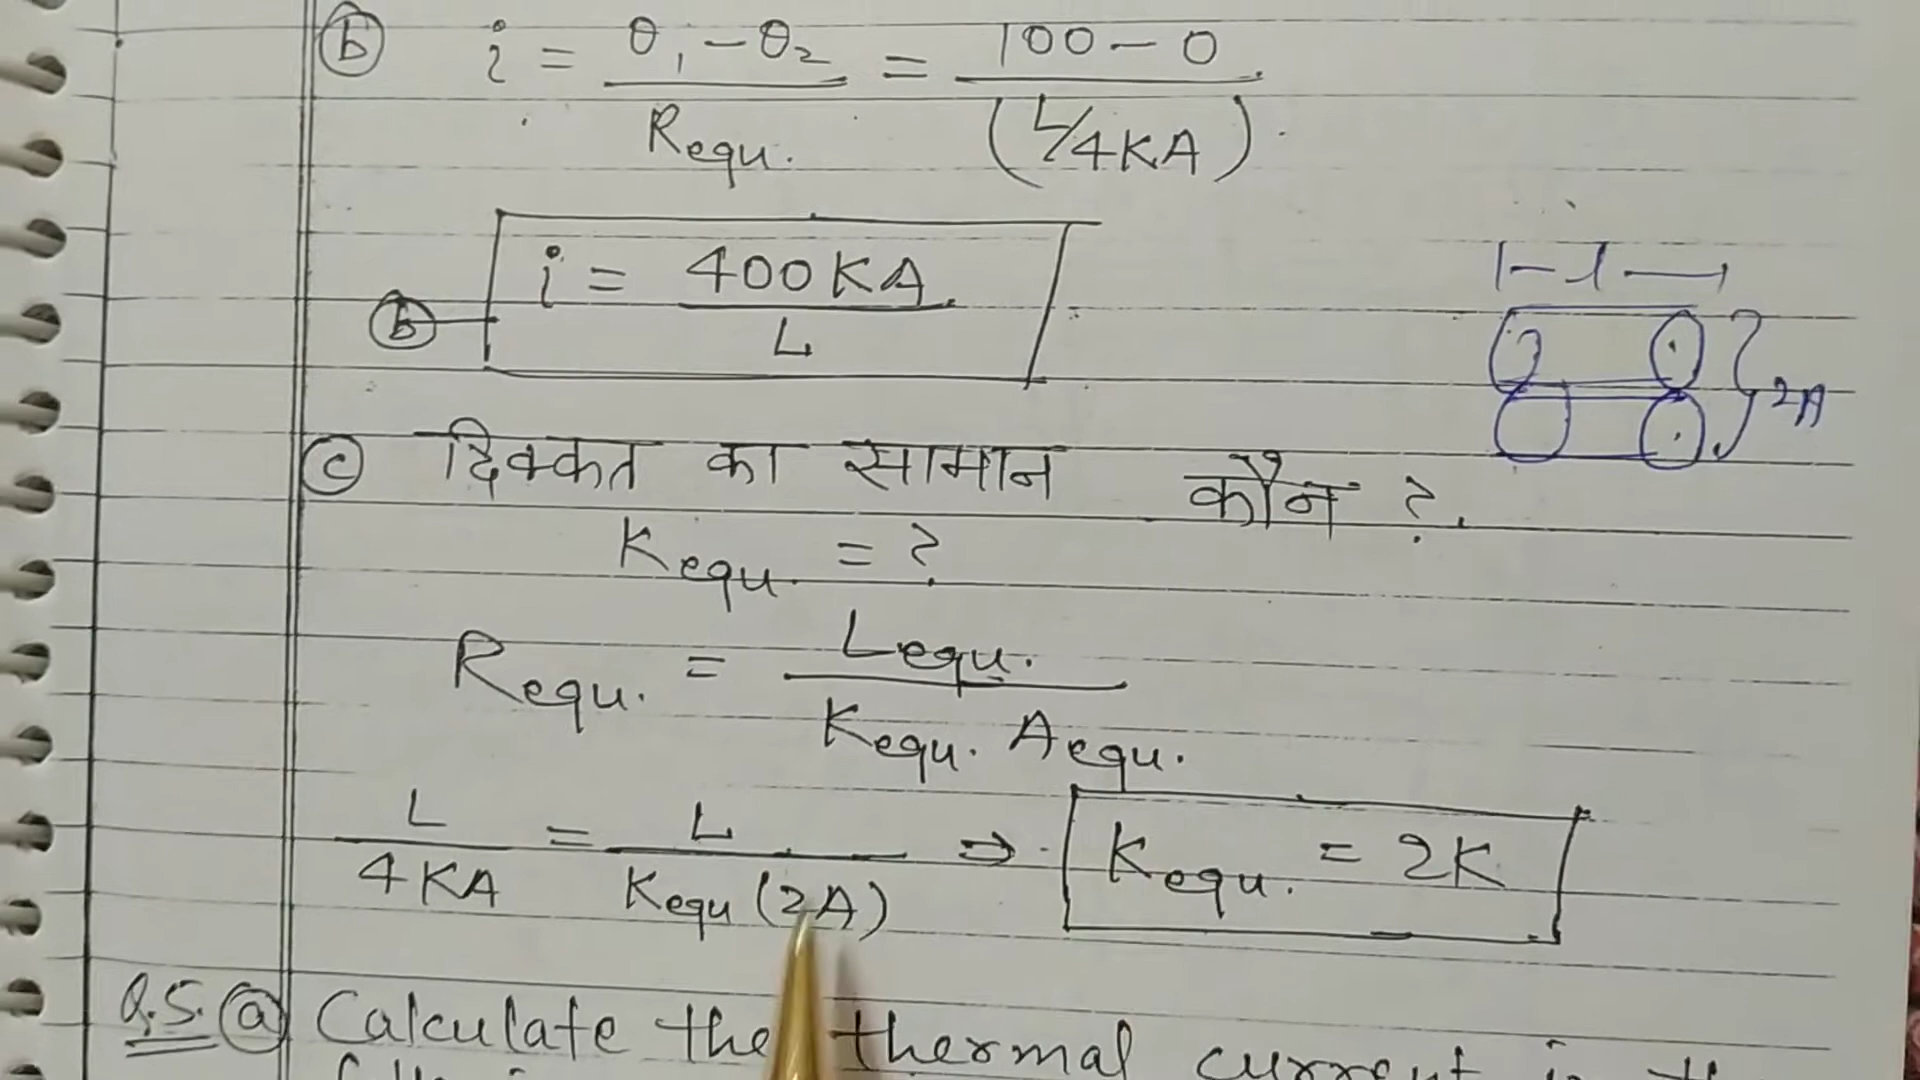 (b) i = θ₁ - θ₂ / Requ. = 100 - 0 / (L/4KA)
(b) i = 400KA / L
l
2A
(c) दिक्कत का सामान कौन ?
Kequ. = ?
Requ. = Lequ. / Kequ. Aequ.
L / 4KA = L / Kequ (2A) ⇒ Kequ. = 2K
Q.5. (a) Calculate the thermal current in